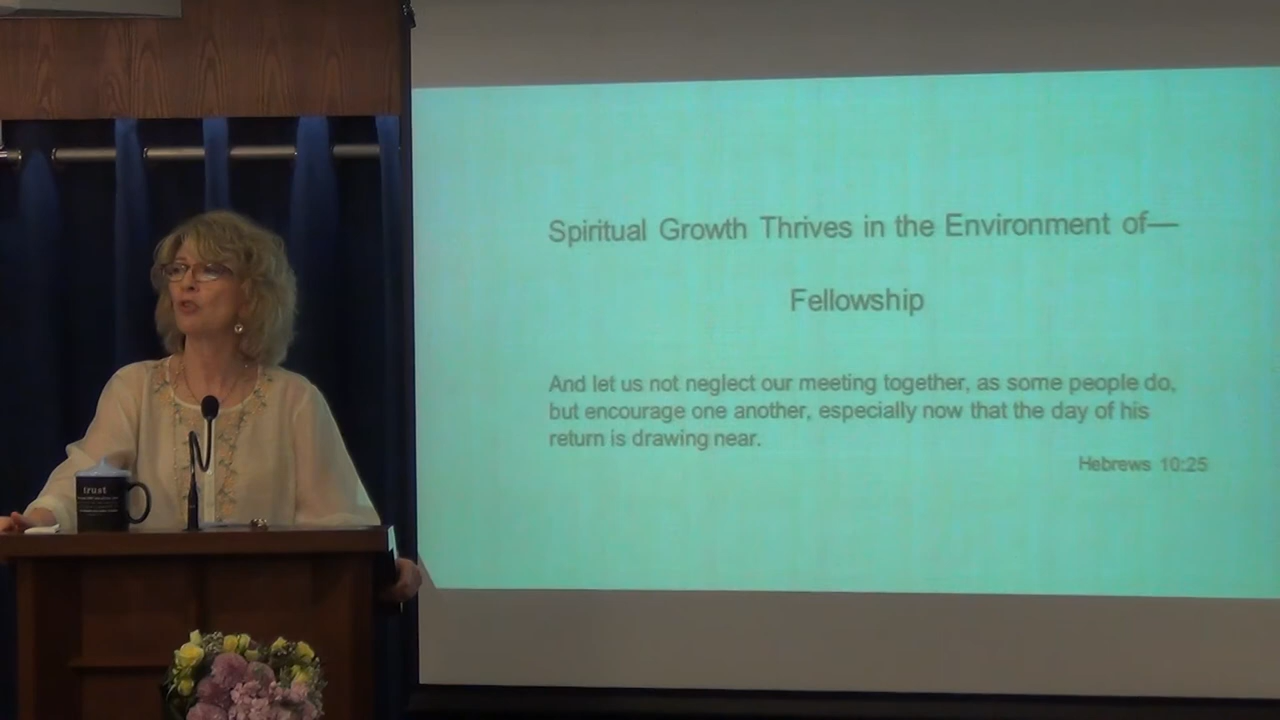 Spiritual Growth Thrives in the Environment of—
Fellowship
And let us not neglect our meeting together, as some people do,
but encourage one another, especially now that the day of his
return is drawing near.
Hebrews 10:25
trust